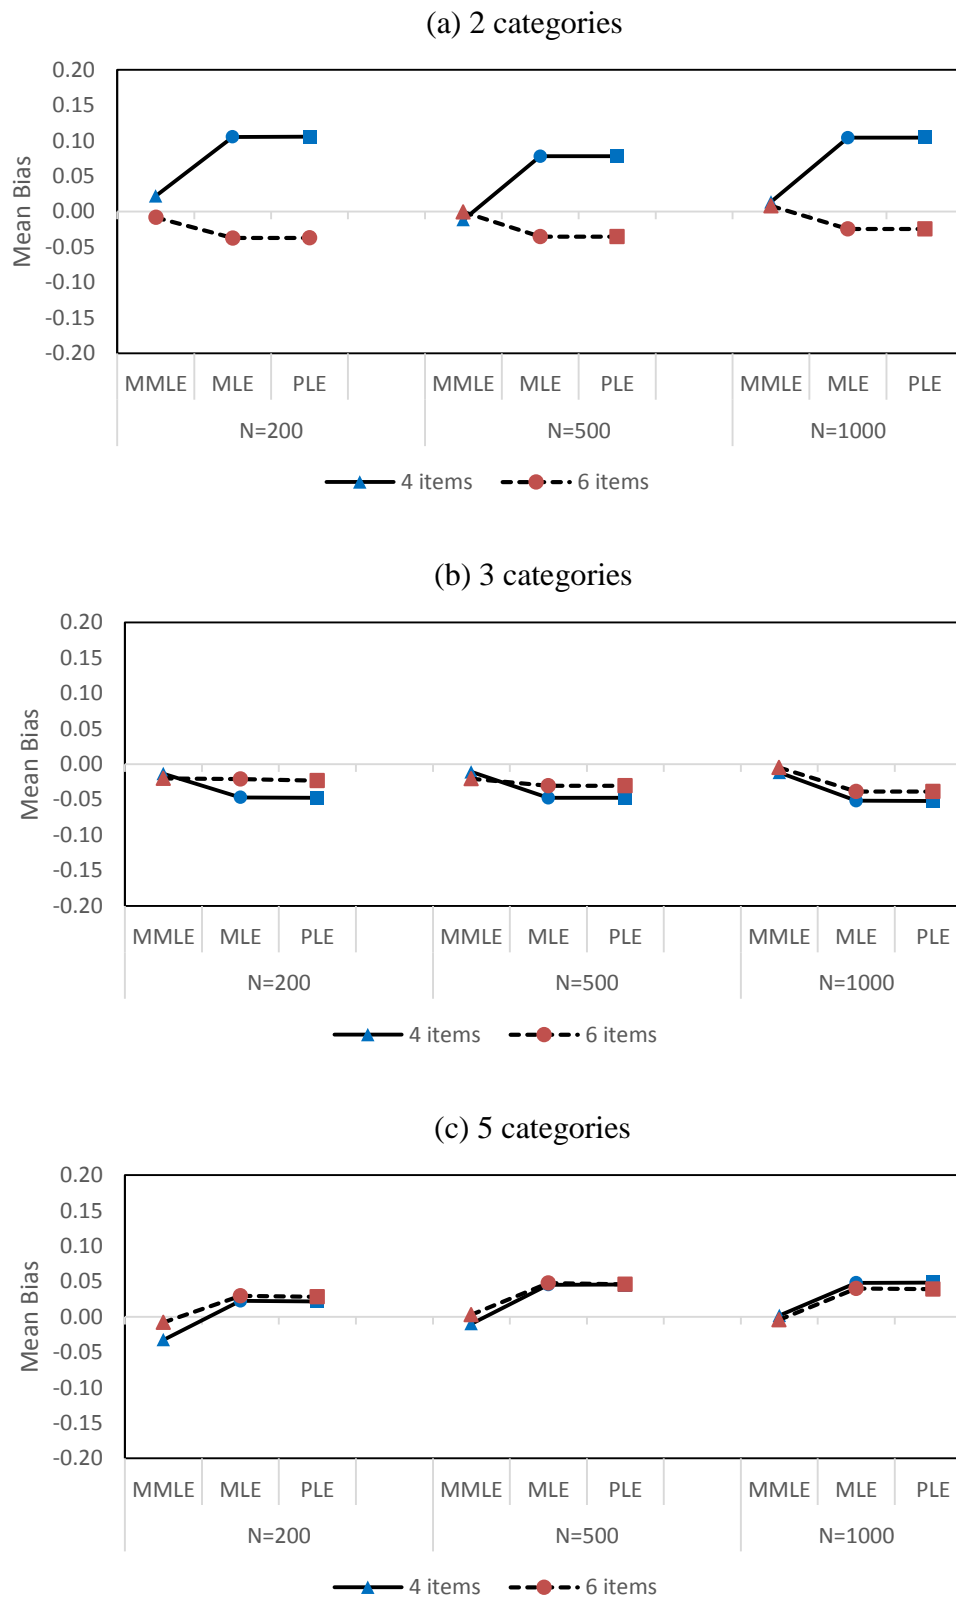 (a) 2 categories
0.20
0.15
0.10
0.05
0.00
-0.05
-0.10
-0.15
-0.20
Mean Bias
MMLE MLE PLE MMLE MLE PLE MMLE MLE PLE
N=200 N=500 N=1000
4 items 6 items
(b) 3 categories
0.20
0.15
0.10
0.05
0.00
-0.05
-0.10
-0.15
-0.20
Mean Bias
MMLE MLE PLE MMLE MLE PLE MMLE MLE PLE
N=200 N=500 N=1000
4 items 6 items
(c) 5 categories
0.20
0.15
0.10
0.05
0.00
-0.05
-0.10
-0.15
-0.20
Mean Bias
MMLE MLE PLE MMLE MLE PLE MMLE MLE PLE
N=200 N=500 N=1000
4 items 6 items